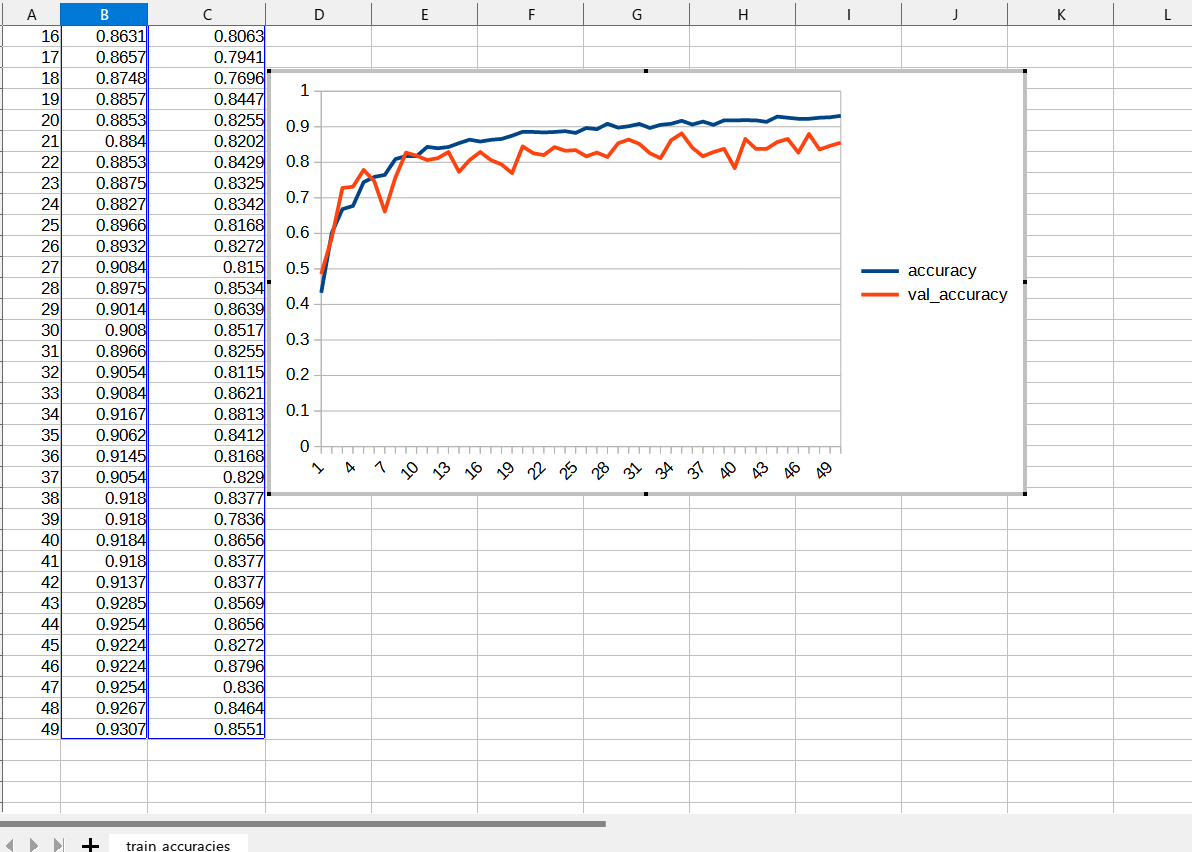 A B C D E F G H I J K L
16 0.8631 0.8063
17 0.8657 0.7941
18 0.8748 0.7696
19 0.8857 0.8447
20 0.8853 0.8255
21 0.884 0.8202
22 0.8853 0.8429
23 0.8875 0.8325
24 0.8827 0.8342
25 0.8966 0.8168
26 0.8932 0.8272
27 0.9084 0.815
28 0.8975 0.8534
29 0.9014 0.8639
30 0.908 0.8517
31 0.8966 0.8255
32 0.9054 0.8115
33 0.9084 0.8621
34 0.9167 0.8813
35 0.9062 0.8412
36 0.9145 0.8168
37 0.9054 0.829
38 0.918 0.8377
39 0.918 0.7836
40 0.9184 0.8656
41 0.918 0.8377
42 0.9137 0.8377
43 0.9285 0.8569
44 0.9254 0.8656
45 0.9224 0.8272
46 0.9224 0.8796
47 0.9254 0.836
48 0.9267 0.8464
49 0.9307 0.8551
1
0.9
0.8
0.7
0.6
0.5
0.4
0.3
0.2
0.1
0
1 4 7 10 13 16 19 22 25 28 31 34 37 40 43 46 49
accuracy
val_accuracy
train accuracies